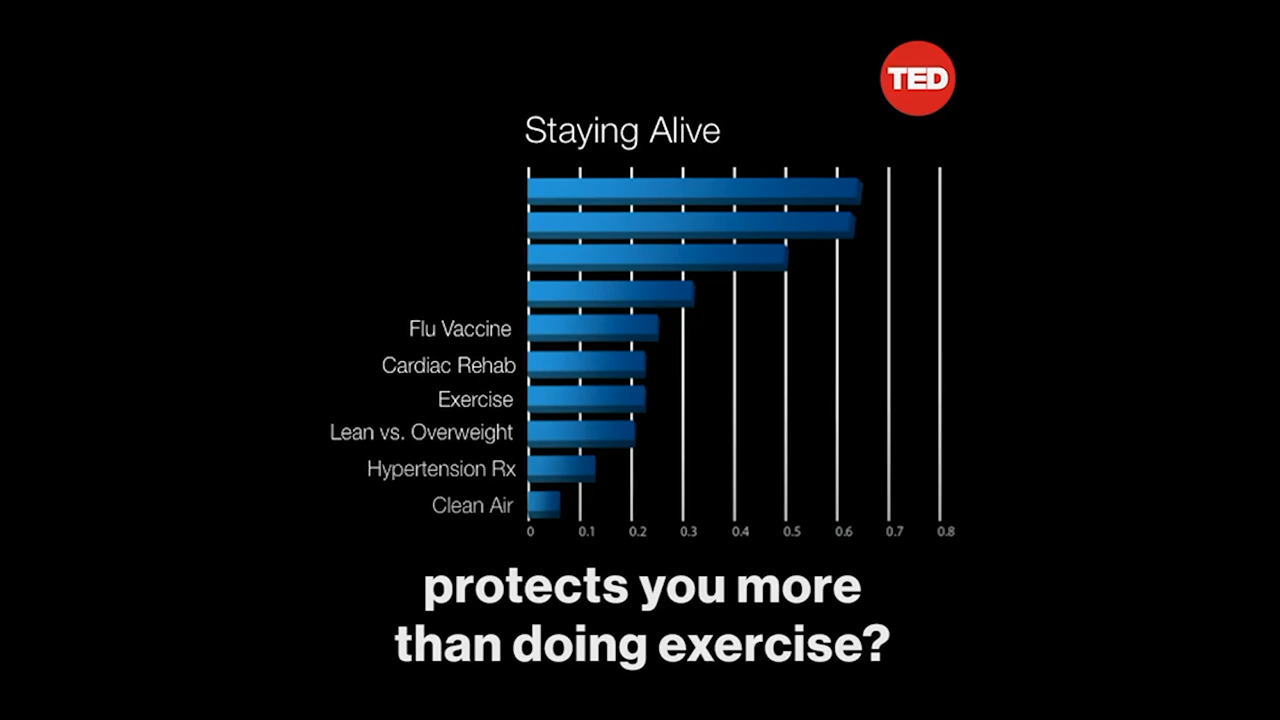 TED
Staying Alive
Flu Vaccine
Cardiac Rehab
Exercise
Lean vs. Overweight
Hypertension Rx
Clean Air
0 0.1 0.2 0.3 0.4 0.5 0.6 0.7 0.8
protects you more
than doing exercise?